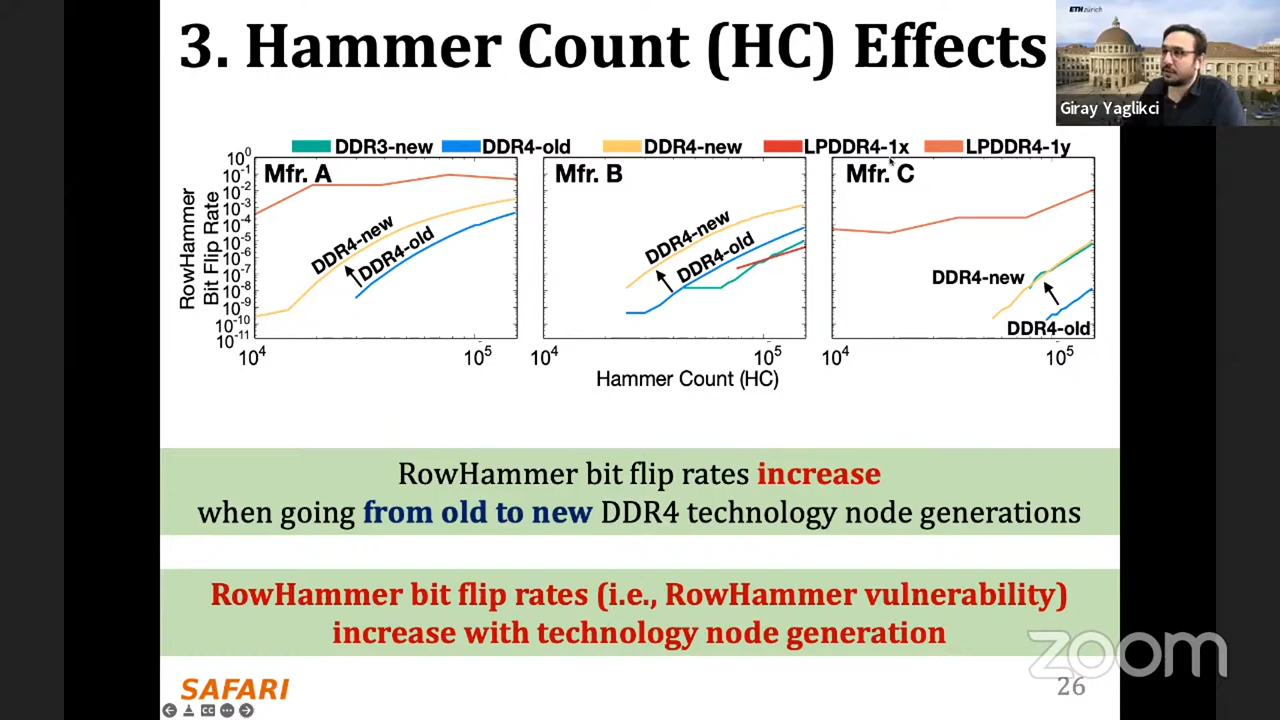 3. Hammer Count (HC) Effects
ETH zürich
Giray Yaglikci
DDR3-new DDR4-old DDR4-new LPDDR4-1x LPDDR4-1y
RowHammer
Bit Flip Rate
10^0
10^-1
10^-2
10^-3
10^-4
10^-5
10^-6
10^-7
10^-8
10^-9
10^-10
10^-11
Mfr. A
DDR4-new
DDR4-old
10^4 10^5
Mfr. B
DDR4-new
DDR4-old
10^4 10^5
Mfr. C
DDR4-new
DDR4-old
10^4 10^5
Hammer Count (HC)
RowHammer bit flip rates increase
when going from old to new DDR4 technology node generations
RowHammer bit flip rates (i.e., RowHammer vulnerability)
increase with technology node generation
zoom
SAFARI
26